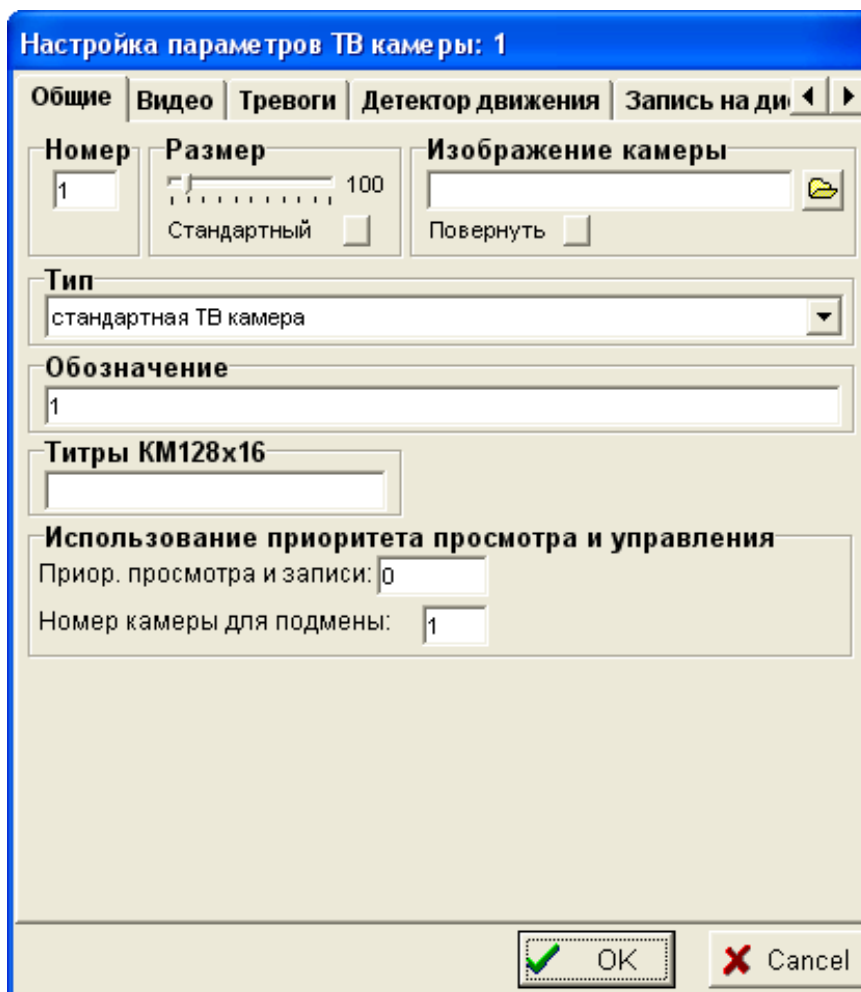 Настройка параметров ТВ камеры: 1
Общие Видео Тревоги Детектор движения Запись на
Номер Размер Изображение камеры
1 100
Стандартный Повернуть
Тип
стандартная ТВ камера
Обозначение
1
Титры КМ128х16
Использование приоритета просмотра и управления
Приор. просмотра и записи: 0
Номер камеры для подмены: 1
OK Cancel